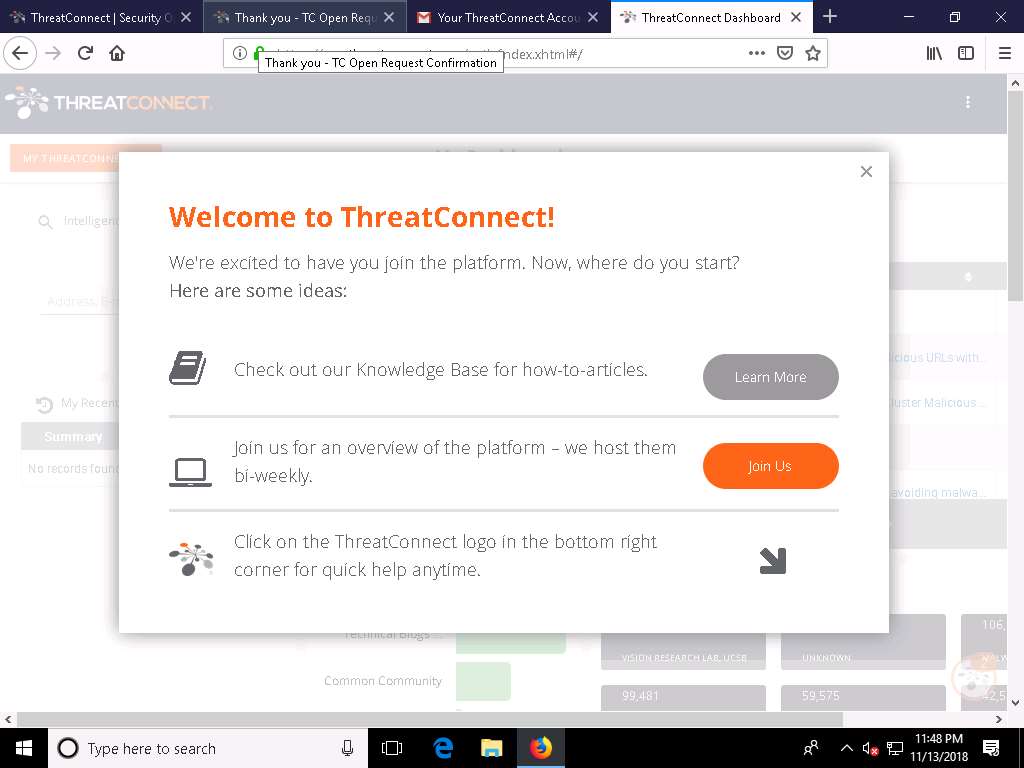 ThreatConnect | Security O
Thank you - TC Open Requ
Your ThreatConnect Accou
ThreatConnect Dashboard
index.xhtml#/
Thank you - TC Open Request Confirmation
THREATCONNECT
MY THREATCONNE
Intelligenc
Address, E-m
My Recen
Summary
No records found
Welcome to ThreatConnect!
We're excited to have you join the platform. Now, where do you start?
Here are some ideas:
Check out our Knowledge Base for how-to-articles.
Learn More
Join us for an overview of the platform – we host them
bi-weekly.
Join Us
Click on the ThreatConnect logo in the bottom right
corner for quick help anytime.
licious URLs with...
luster Malicious ...
avoiding malwa...
Technical Blogs ...
Common Community
VISION RESEARCH LAB, UCSB
UNKNOWN
106,
MALW
99,481
59,575
42,5
2
Type here to search
11:48 PM
11/13/2018